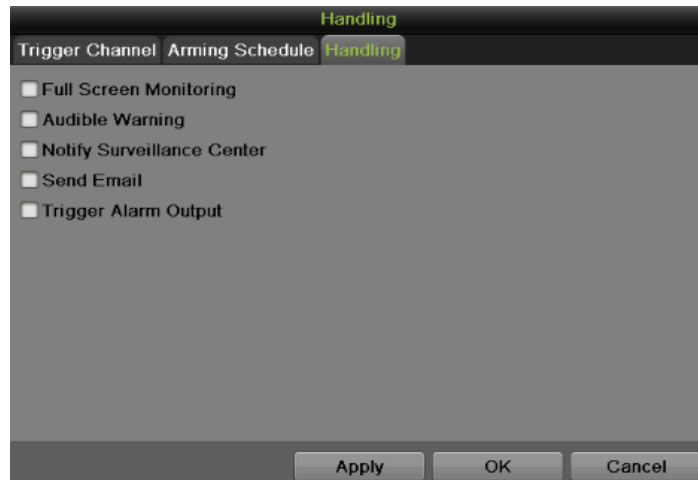 Handling
Trigger Channel Arming Schedule Handling
Full Screen Monitoring
Audible Warning
Notify Surveillance Center
Send Email
Trigger Alarm Output
Apply OK Cancel